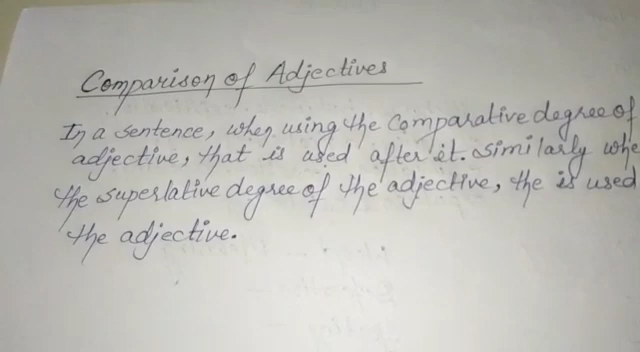 Comparison of Adjectives
In a sentence, when using the Comparative degree of
adjective, that is used after it. similarly whe
the superlative degree of the adjective, the is used
the adjective.